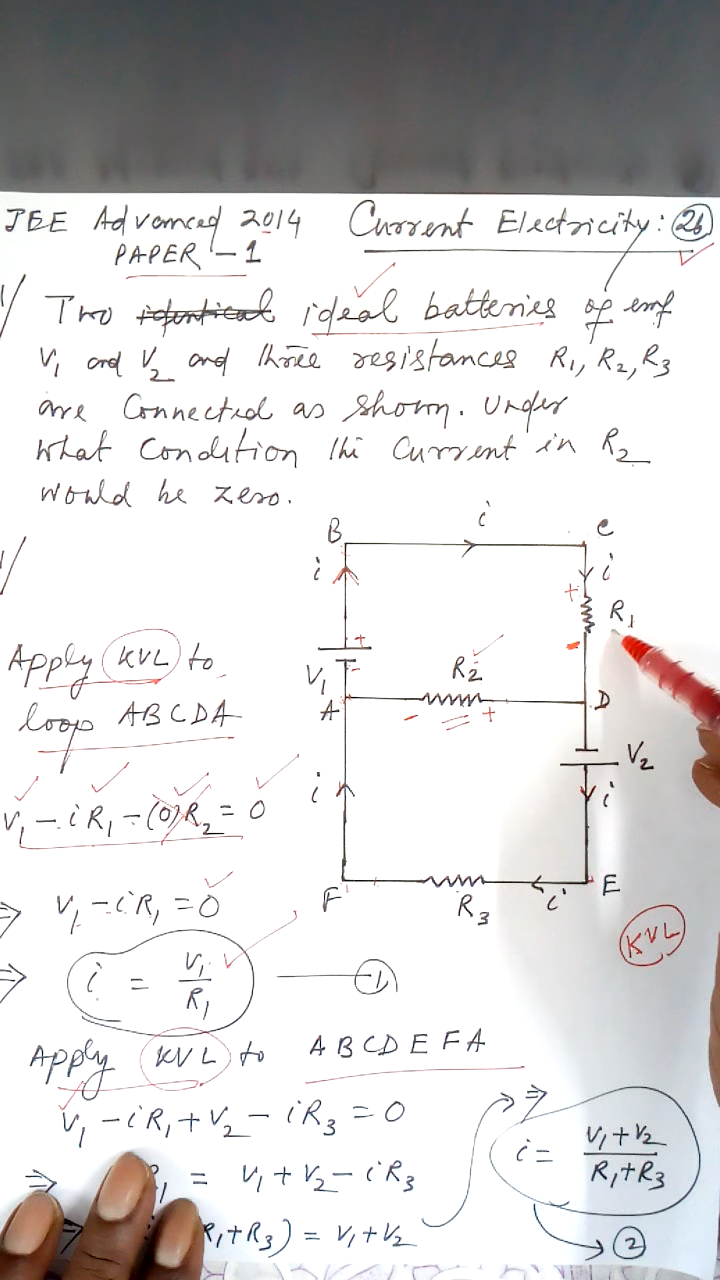 JEE Advanced 2014 Current Electricity: 26
PAPER - 1
Two identical ideal batteries of emf
V₁ and V₂ and three resistances R₁, R₂, R₃
are Connected as shown. Under
what Condition the Current in R₂
would be zero.
B i C
i i
+ R₁
+ -
V₁ - R₂
A - + D
V₂
i i
F R₃ i E
KVL
Apply KVL to
loop ABCDA
V₁ - iR₁ - (0)R₂ = 0
⇒ V₁ - iR₁ = 0
⇒ i = V₁/R₁ — 1
Apply KVL to ABCDEFA
V₁ - iR₁ + V₂ - iR₃ = 0
⇒ = V₁ + V₂ - iR₃
R₁+R₃) = V₁+V₂
⇒ i = V₁+V₂/R₁+R₃
→ 2